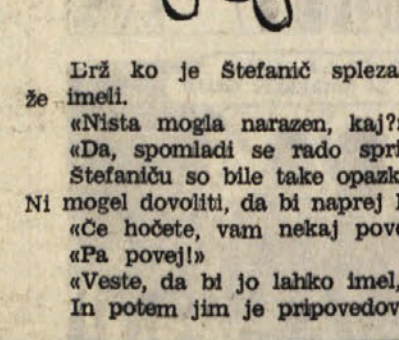 Brž ko je Štefanič spleza
že imeli.
«Nista mogla narazen, kaj?
«Da, spomladi se rado spri
Štefaniču so bile take opazk
Ni mogel dovoliti, da bi naprej
«Če hočete, vam nekaj pove
«Pa povej!»
«Veste, da bi jo lahko imel,
In potem jim je pripovedov